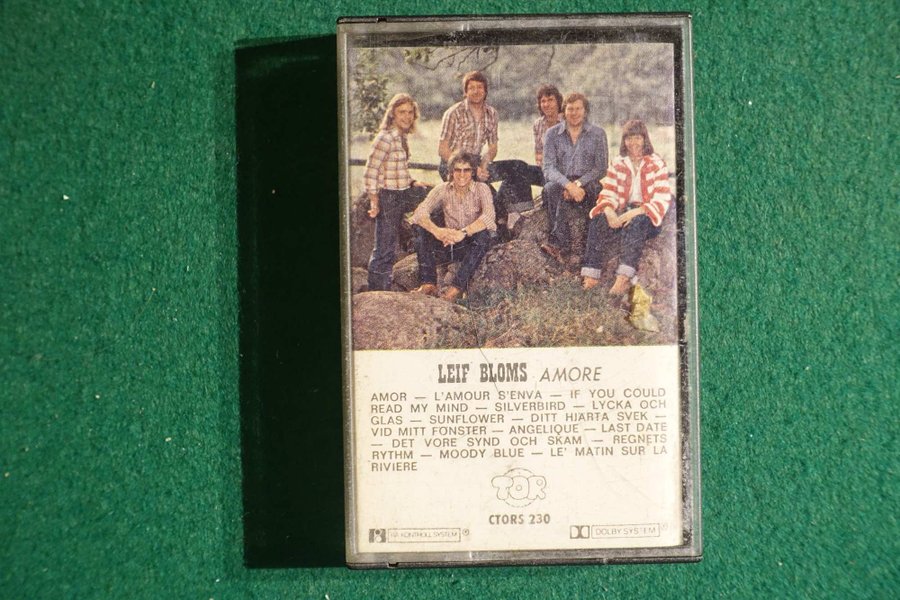 LEIF BLOMS AMORE
AMOR — L'AMOUR S'ENVA — IF YOU COULD
READ MY MIND — SILVERBIRD — LYCKA OCH
GLAS — SUNFLOWER — DITT HJÄRTA SVEK —
VID MITT FÖNSTER — ANGELIQUE — LAST DATE
— DET VORE SYND OCH SKAM — REGNETS
RYTHM — MOODY BLUE — LE' MATIN SUR LA
RIVIERE
TOR
CTORS 230
KONTROLL SYSTEM ®
DOLBY SYSTEM ®